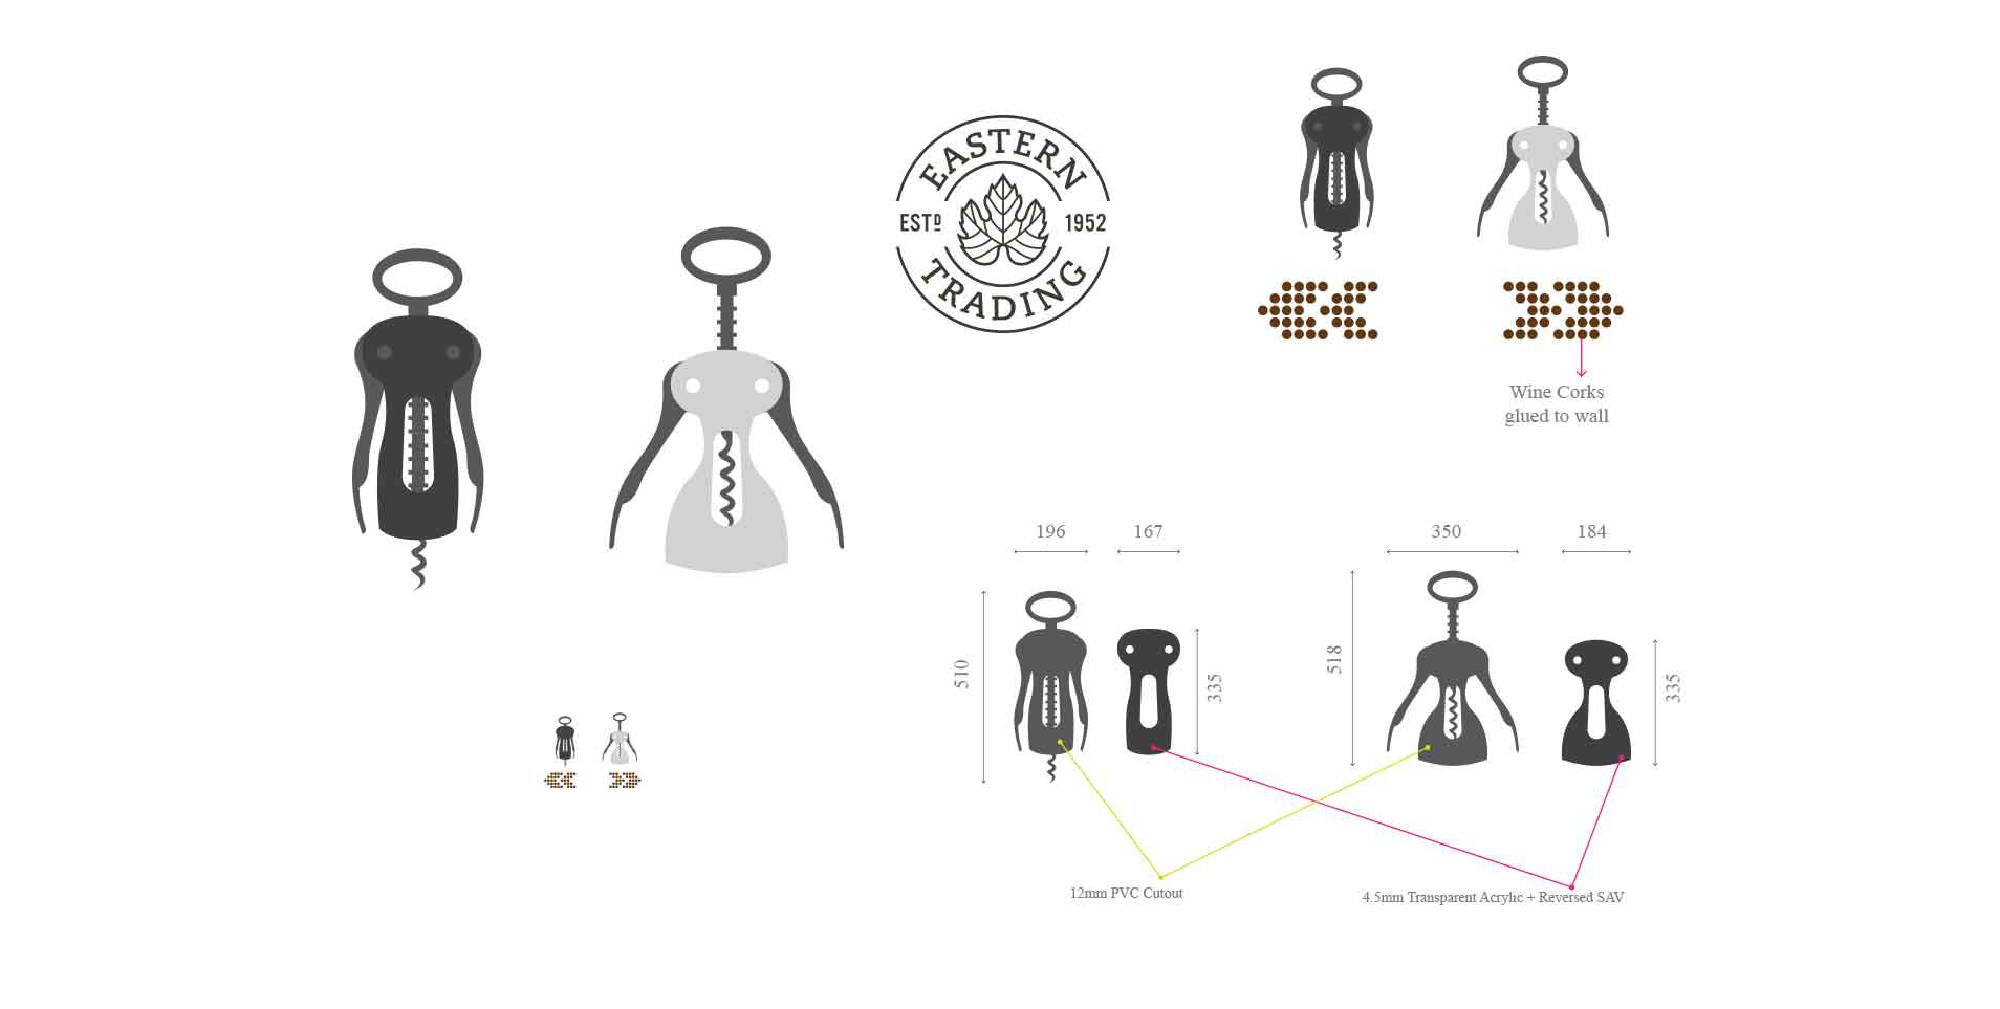 EASTERN
ESTD 1952
TRADING
Wine Corks
glued to wall
196
167
350
184
510
335
518
335
12mm PVC Cutout
4.5mm Transparent Acrylic + Reversed SAV